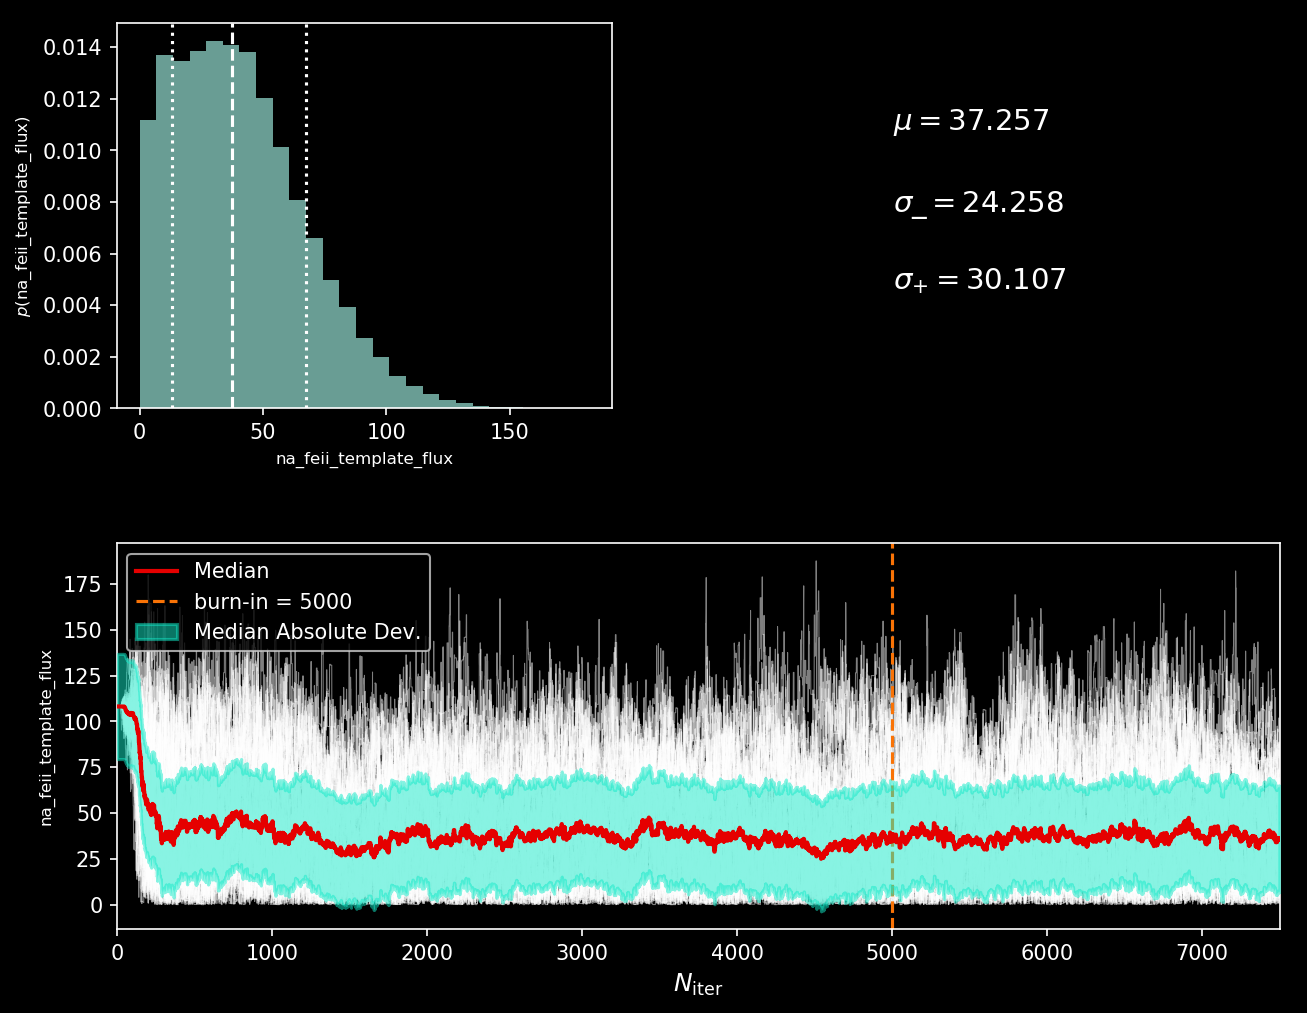 0.014
0.012
0.010
0.008
0.006
0.004
0.002
0.000
p(na_feii_template_flux)
0 50 100 150
na_feii_template_flux
μ = 37.257
σ₋ = 24.258
σ₊ = 30.107
Median
burn-in = 5000
Median Absolute Dev.
175
150
125
100
75
50
25
0
na_feii_template_flux
0 1000 2000 3000 4000 5000 6000 7000
N_iter